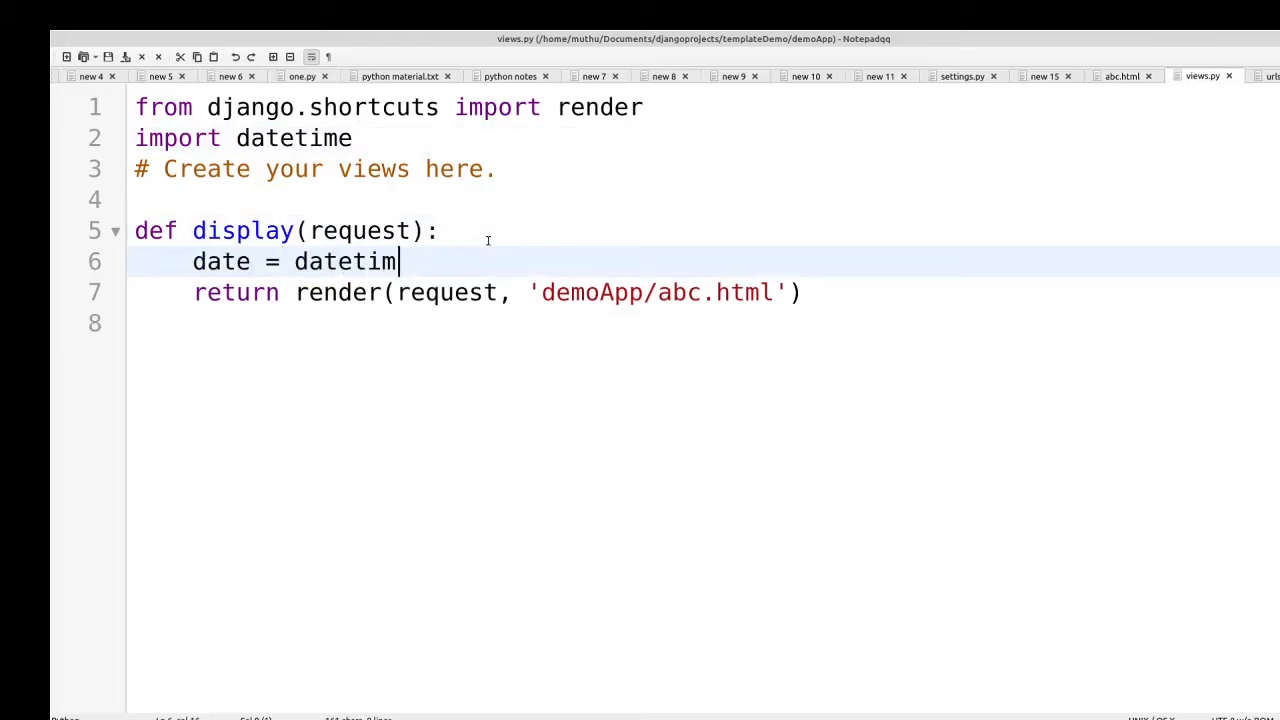 views.py (/home/muthu/Documents/djangoprojects/templateDemo/demoApp) - Notepadqq
new 4 new 5 new 6 one.py python material.txt python notes new 7 new 8 new 9 new 10 new 11 settings.py new 15 abc.html views.py urls
1 from django.shortcuts import render
2 import datetime
3 # Create your views here.
4
5 def display(request):
6 date = datetim
7 return render(request, 'demoApp/abc.html')
8